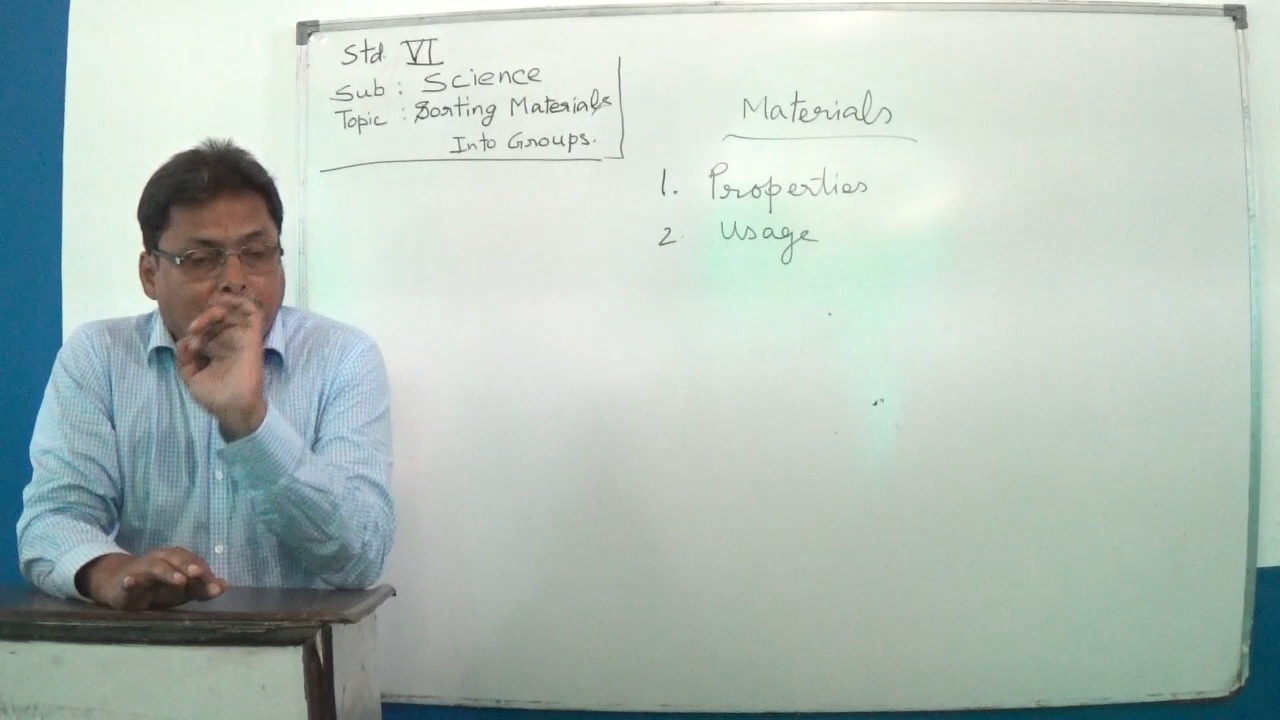 Std. VI
Sub : Science
Topic : Sorting Materials
Into Groups.
Materials
1. Properties
2. Usage